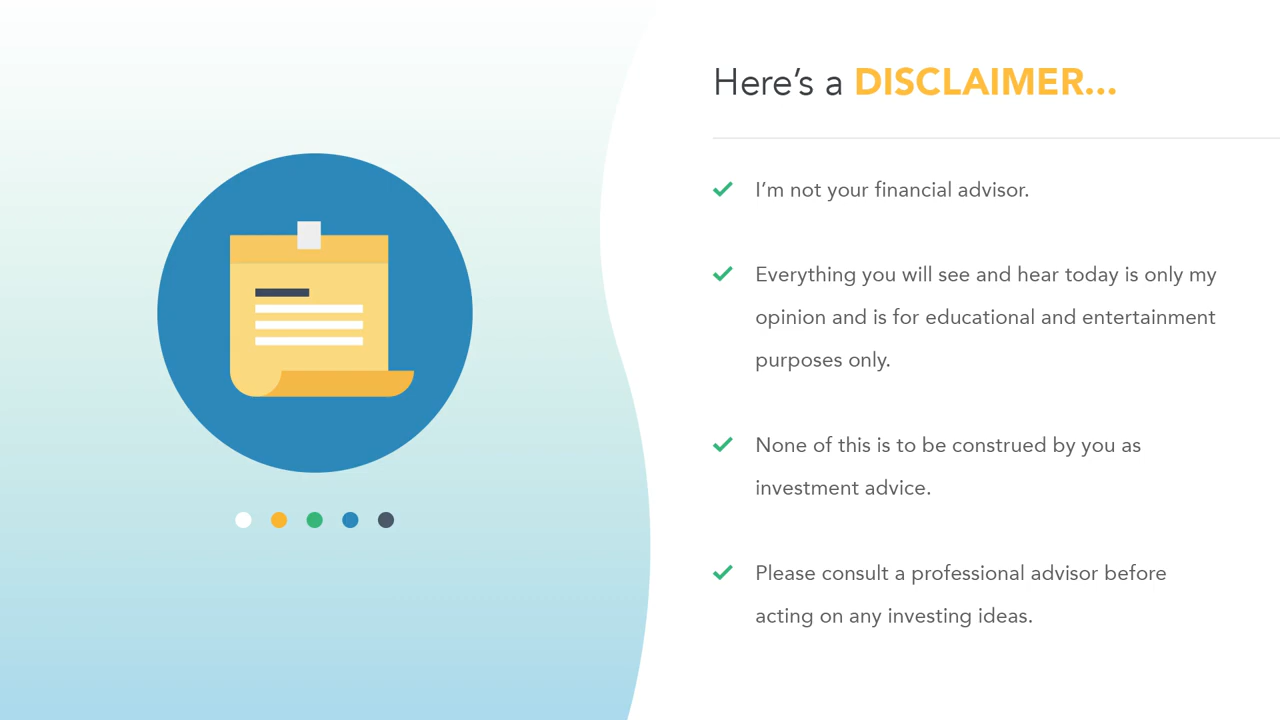 Here’s a DISCLAIMER...
I’m not your financial advisor.
Everything you will see and hear today is only my
opinion and is for educational and entertainment
purposes only.
None of this is to be construed by you as
investment advice.
Please consult a professional advisor before
acting on any investing ideas.